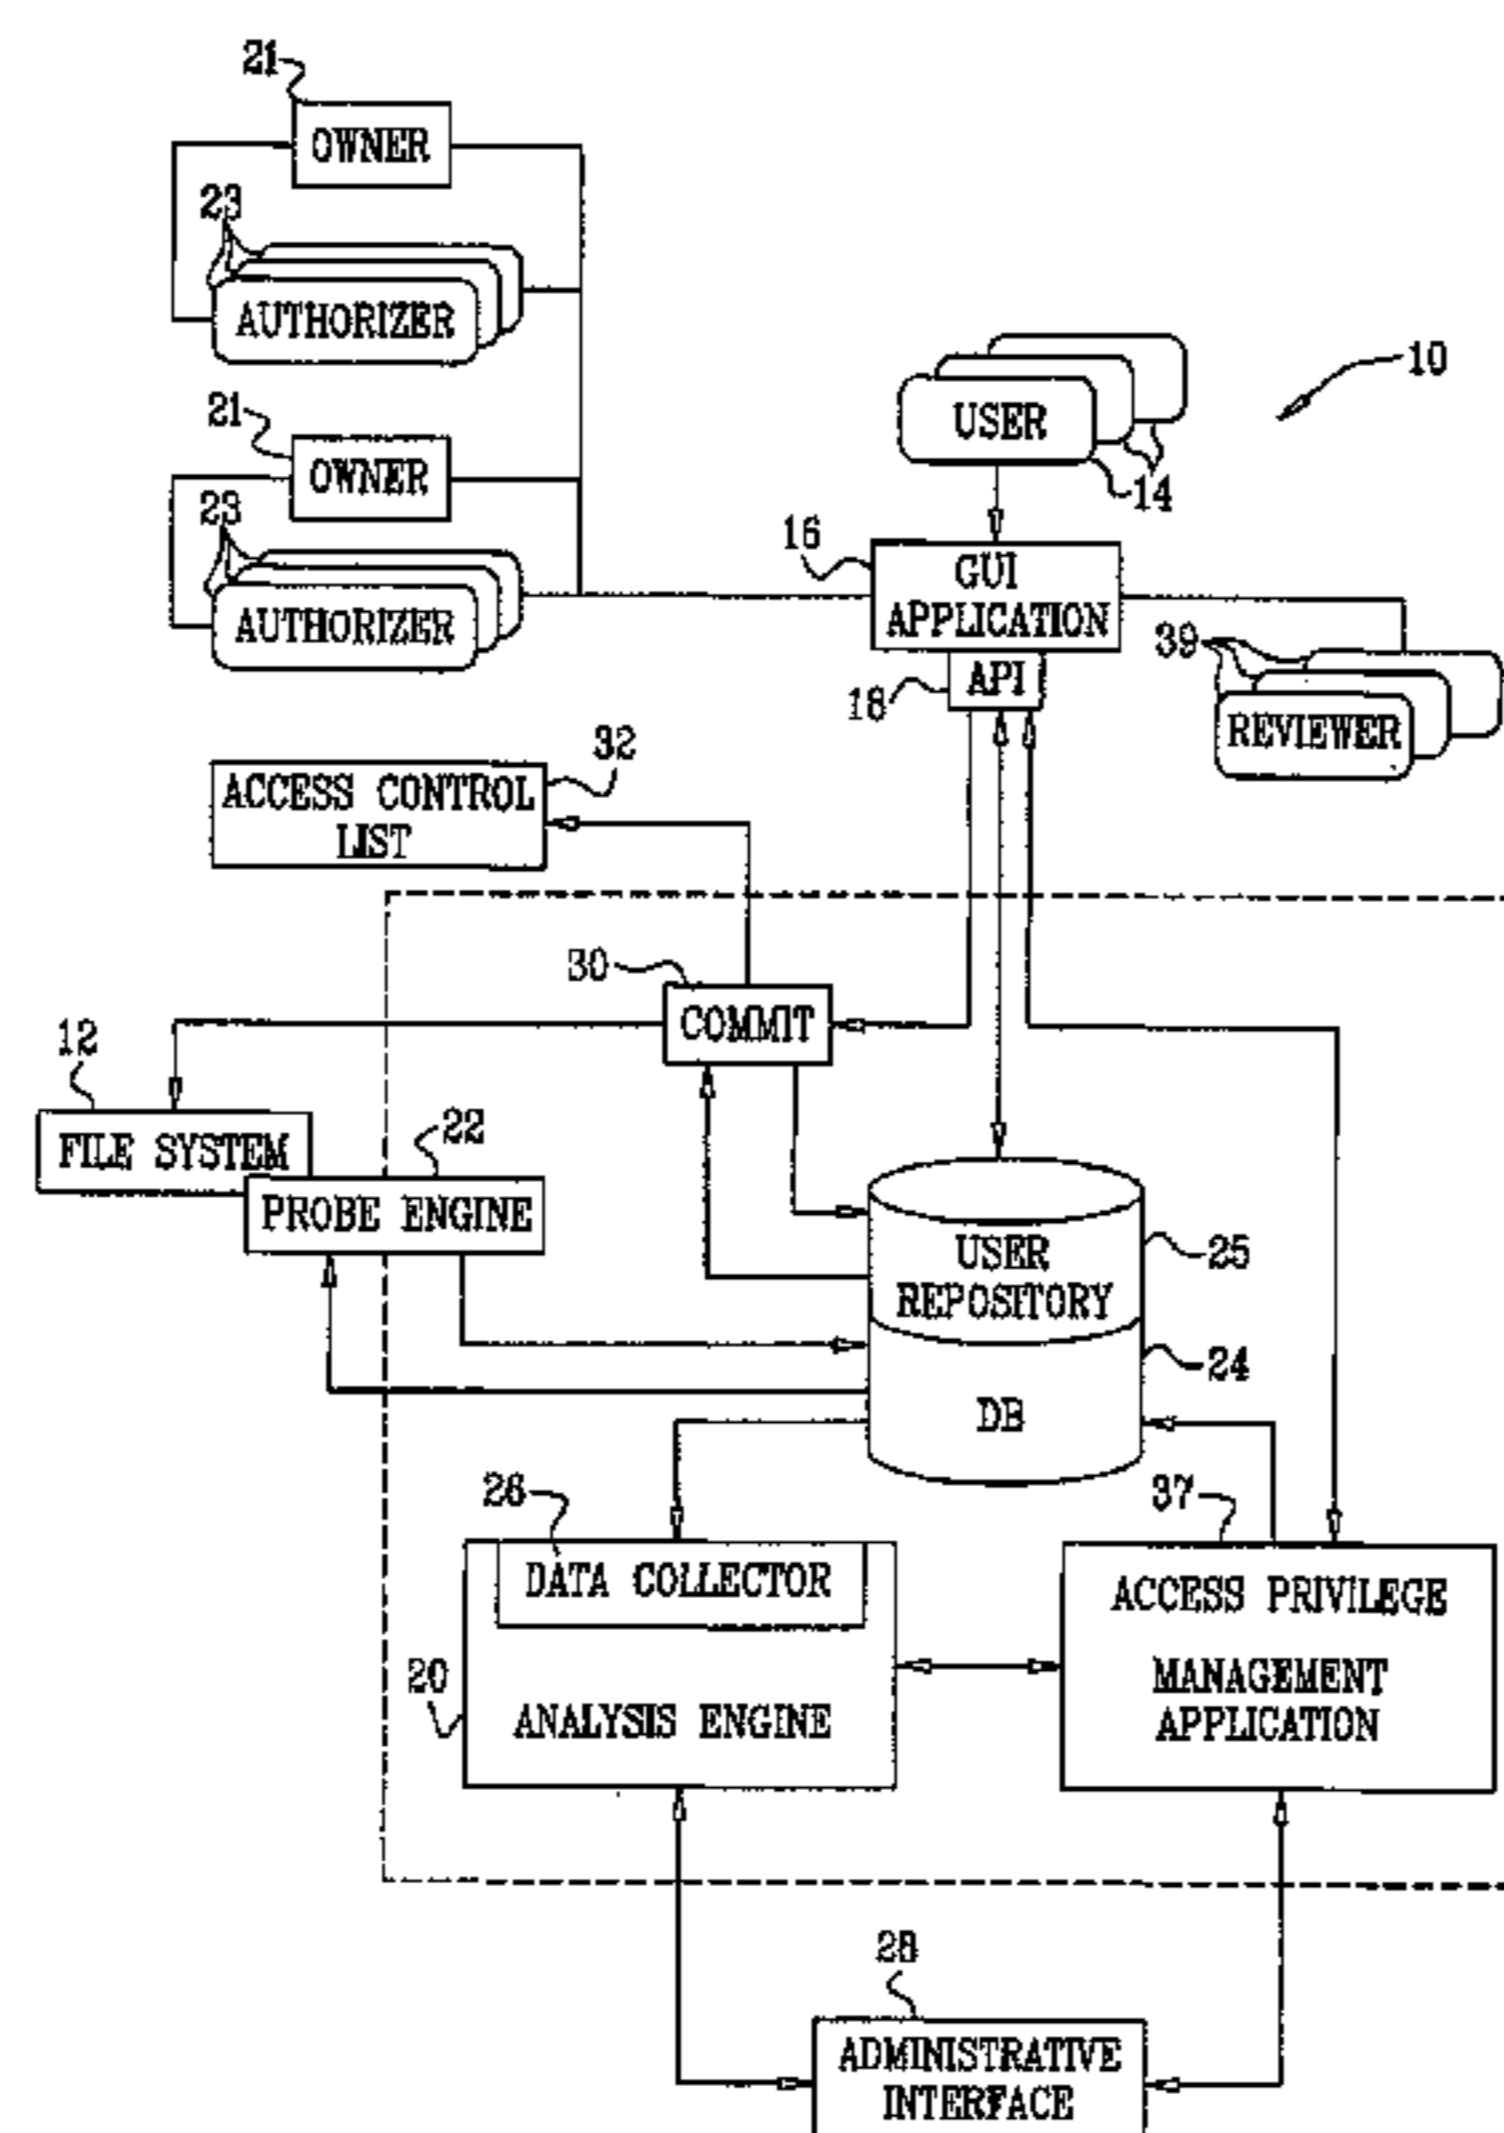 21
OWNER
23
AUTHORIZER
21
OWNER
23
AUTHORIZER
10
USER
14
16
GUI
APPLICATION
API
18
39
REVIEWER
32
ACCESS CONTROL
LIST
30
COMMIT
12
FILE SYSTEM
22
PROBE ENGINE
USER
REPOSITORY
25
24
DB
26
DATA COLLECTOR
20
ANALYSIS ENGINE
37
ACCESS PRIVILEGE
MANAGEMENT
APPLICATION
28
ADMINISTRATIVE
INTERFACE